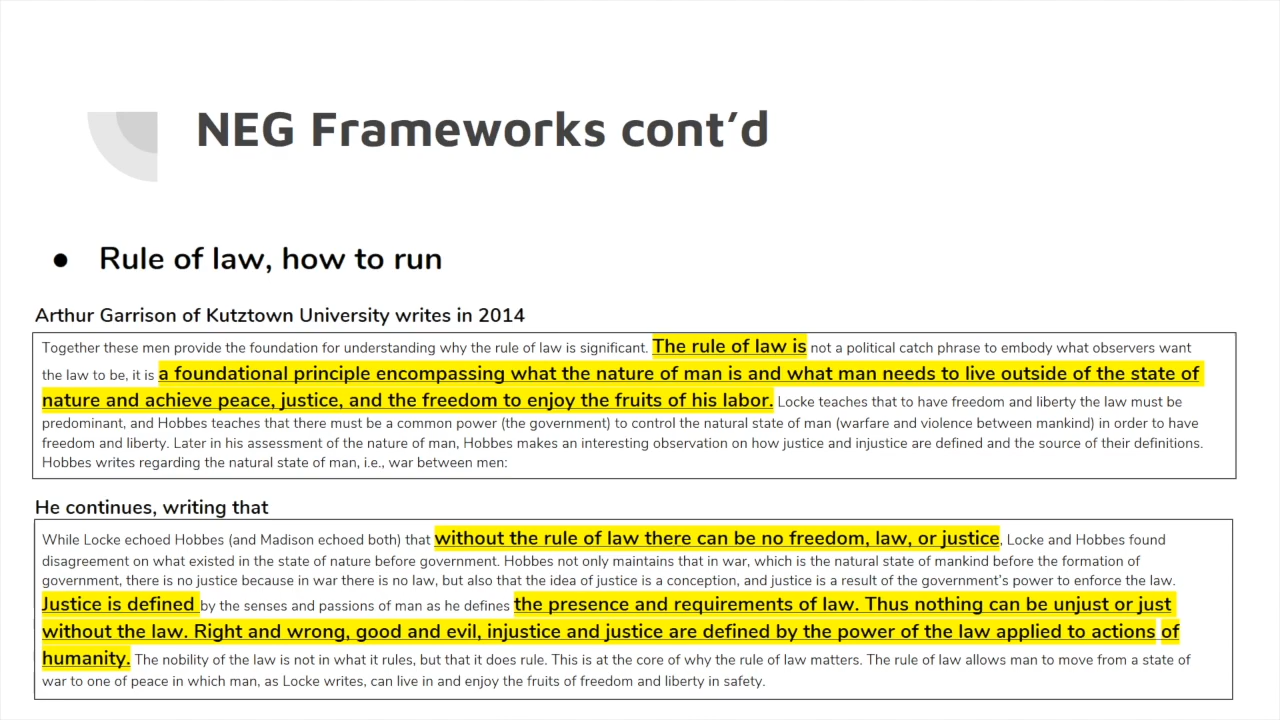 NEG Frameworks cont’d
● Rule of law, how to run
Arthur Garrison of Kutztown University writes in 2014
Together these men provide the foundation for understanding why the rule of law is significant. The rule of law is not a political catch phrase to embody what observers want
the law to be, it is a foundational principle encompassing what the nature of man is and what man needs to live outside of the state of
nature and achieve peace, justice, and the freedom to enjoy the fruits of his labor. Locke teaches that to have freedom and liberty the law must be
predominant, and Hobbes teaches that there must be a common power (the government) to control the natural state of man (warfare and violence between mankind) in order to have
freedom and liberty. Later in his assessment of the nature of man, Hobbes makes an interesting observation on how justice and injustice are defined and the source of their definitions.
Hobbes writes regarding the natural state of man, i.e., war between men:
He continues, writing that
While Locke echoed Hobbes (and Madison echoed both) that without the rule of law there can be no freedom, law, or justice, Locke and Hobbes found
disagreement on what existed in the state of nature before government. Hobbes not only maintains that in war, which is the natural state of mankind before the formation of
government, there is no justice because in war there is no law, but also that the idea of justice is a conception, and justice is a result of the government’s power to enforce the law.
Justice is defined by the senses and passions of man as he defines the presence and requirements of law. Thus nothing can be unjust or just
without the law. Right and wrong, good and evil, injustice and justice are defined by the power of the law applied to actions of
humanity. The nobility of the law is not in what it rules, but that it does rule. This is at the core of why the rule of law matters. The rule of law allows man to move from a state of
war to one of peace in which man, as Locke writes, can live in and enjoy the fruits of freedom and liberty in safety.